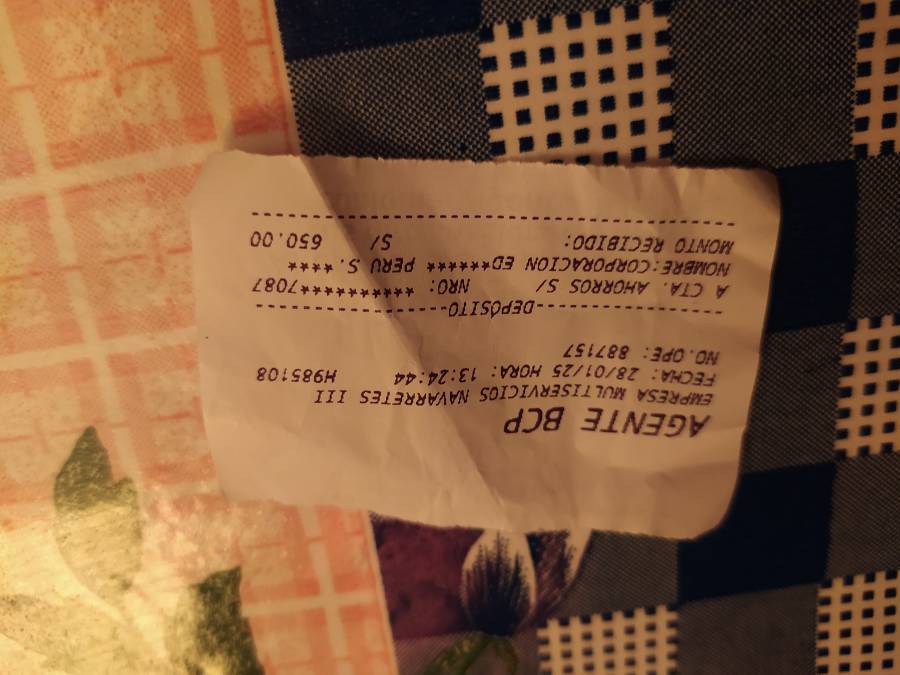 AGENTE BCP
EMPRESA MULTISERVICIOS NAVARRETES III
FECHA: 28/01/25 HORA: 13:24:44 H985108
NO.OPE: 887157
--------------DEPÓSITO--------------
A CTA. AHORROS S/ NRO: ***********7087
NOMBRE:CORPORACION ED******* PERU S. ****
MONTO RECIBIDO: S/ 650.00